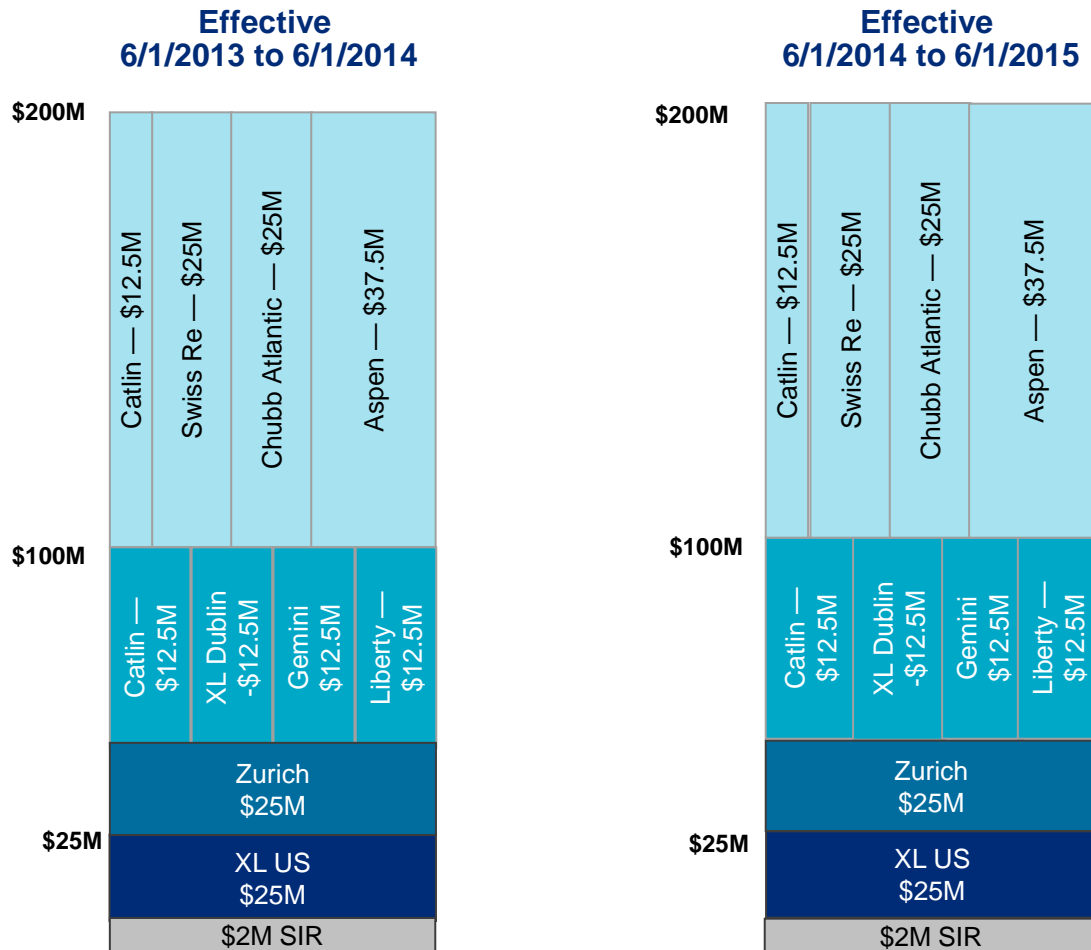 Effective
6/1/2013 to 6/1/2014
$200M
Catlin — $12.5M
Swiss Re — $25M
Chubb Atlantic — $25M
Aspen — $37.5M
$100M
Catlin —
$12.5M
XL Dublin
-$12.5M
Gemini
$12.5M
Liberty —
$12.5M
Zurich
$25M
$25M
XL US
$25M
$2M SIR
Effective
6/1/2014 to 6/1/2015
$200M
Catlin — $12.5M
Swiss Re — $25M
Chubb Atlantic — $25M
Aspen — $37.5M
$100M
Catlin —
$12.5M
XL Dublin
-$12.5M
Gemini
$12.5M
Liberty —
$12.5M
Zurich
$25M
$25M
XL US
$25M
$2M SIR